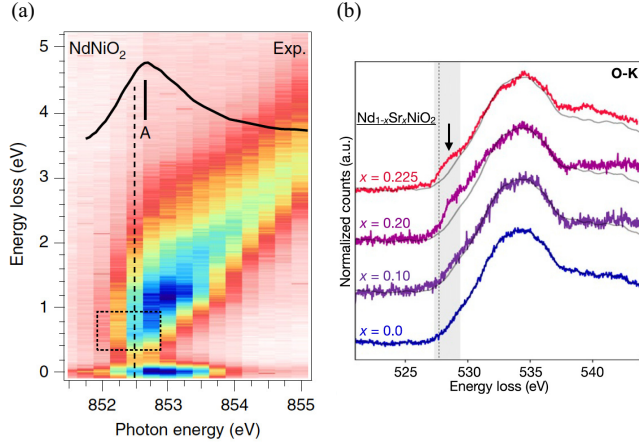 (a)
NdNiO2 Exp.
5
4
3
2
1
0
A
Energy loss (eV)
852 853 854 855
Photon energy (eV)
(b)
O-K
Nd1-xSrxNiO2
x = 0.225
x = 0.20
x = 0.10
x = 0.0
Normalized counts (a.u.)
525 530 535 540
Energy loss (eV)